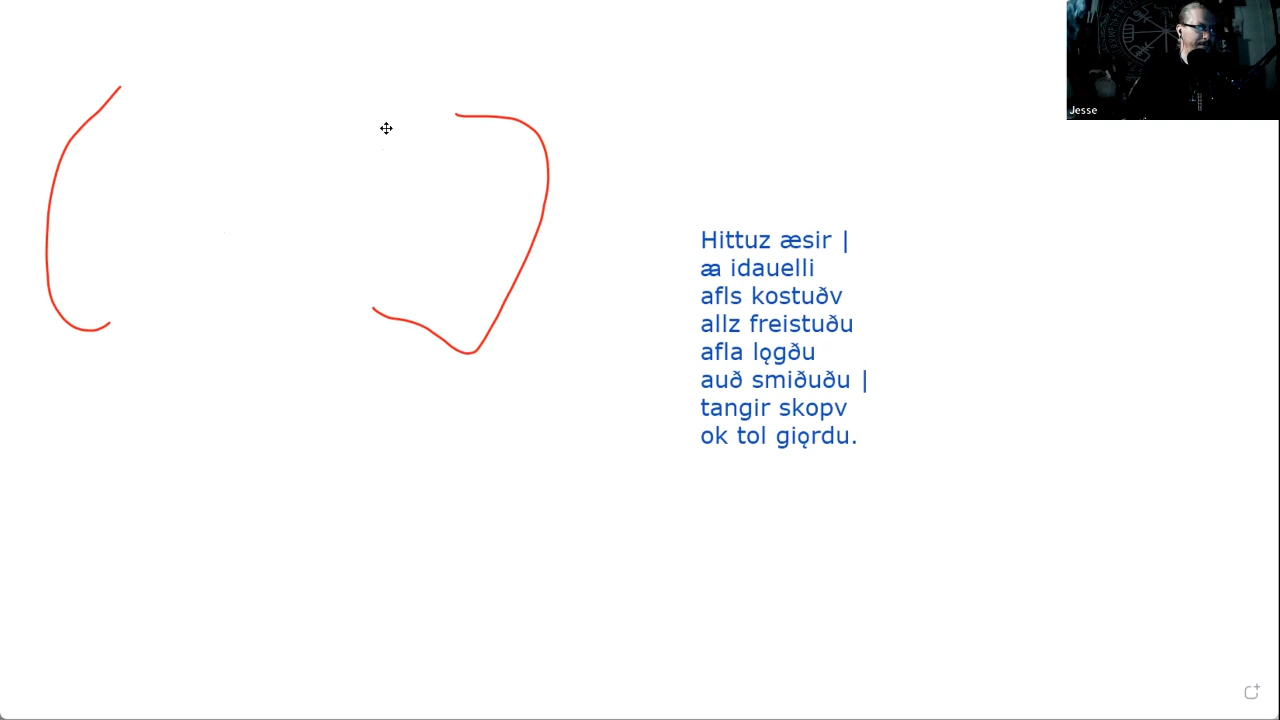 Jesse
Hittuz æsir |
ꜳ idauelli
afls kostuðv
allz freistuðu
afla lǫgðu
auð smiðuðu |
tangir skopv
ok tol giǫrdu.